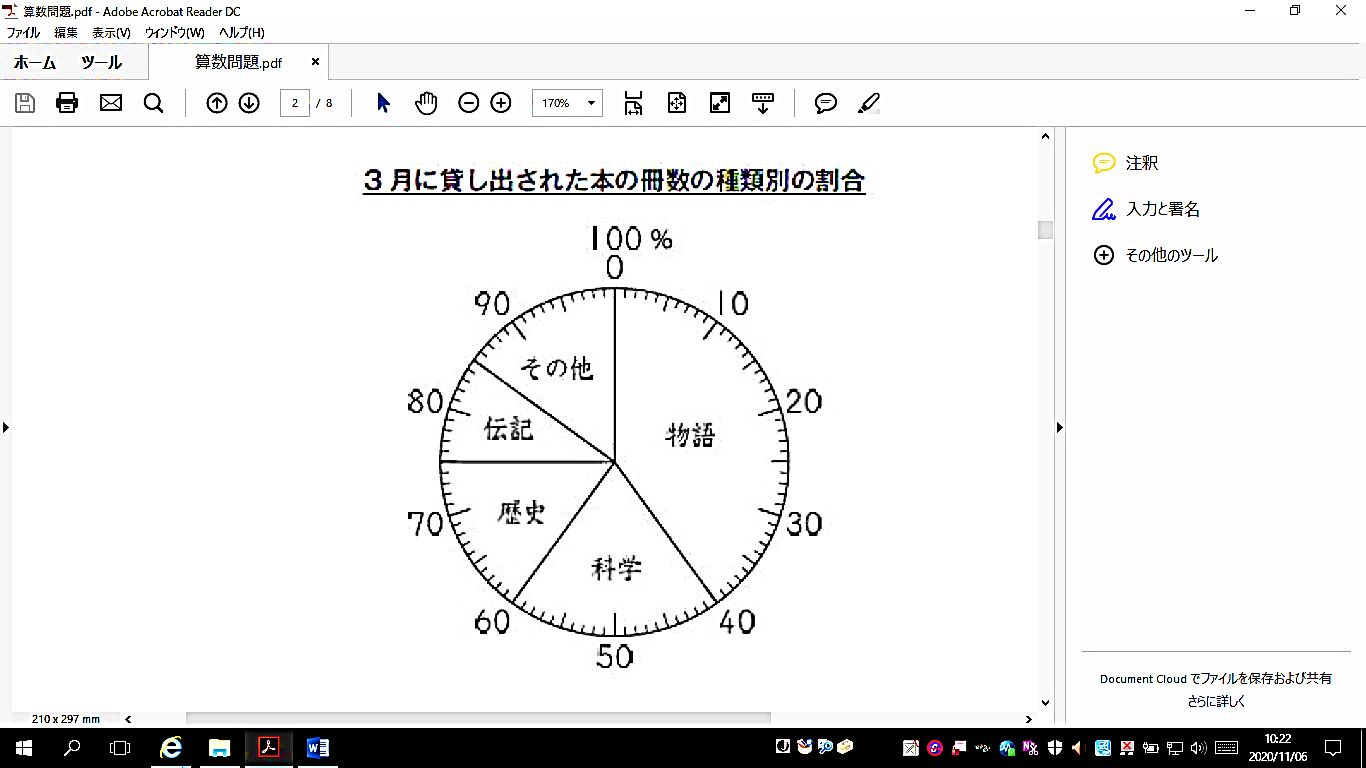 算数問題.pdf - Adobe Acrobat Reader DC
ファイル 編集 表示(V) ウィンドウ(W) ヘルプ(H)
ホーム ツール 算数問題.pdf ×
2 / 8 170%
3月に貸し出された本の冊数の種類別の割合
100 %
0
90 10
その他
80 20
伝記 物語
歴史
70 30
科学
60 40
50
注釈
入力と署名
その他のツール
Document Cloud でファイルを保存および共有
さらに詳しく
210 x 297 mm
10:22
2020/11/06